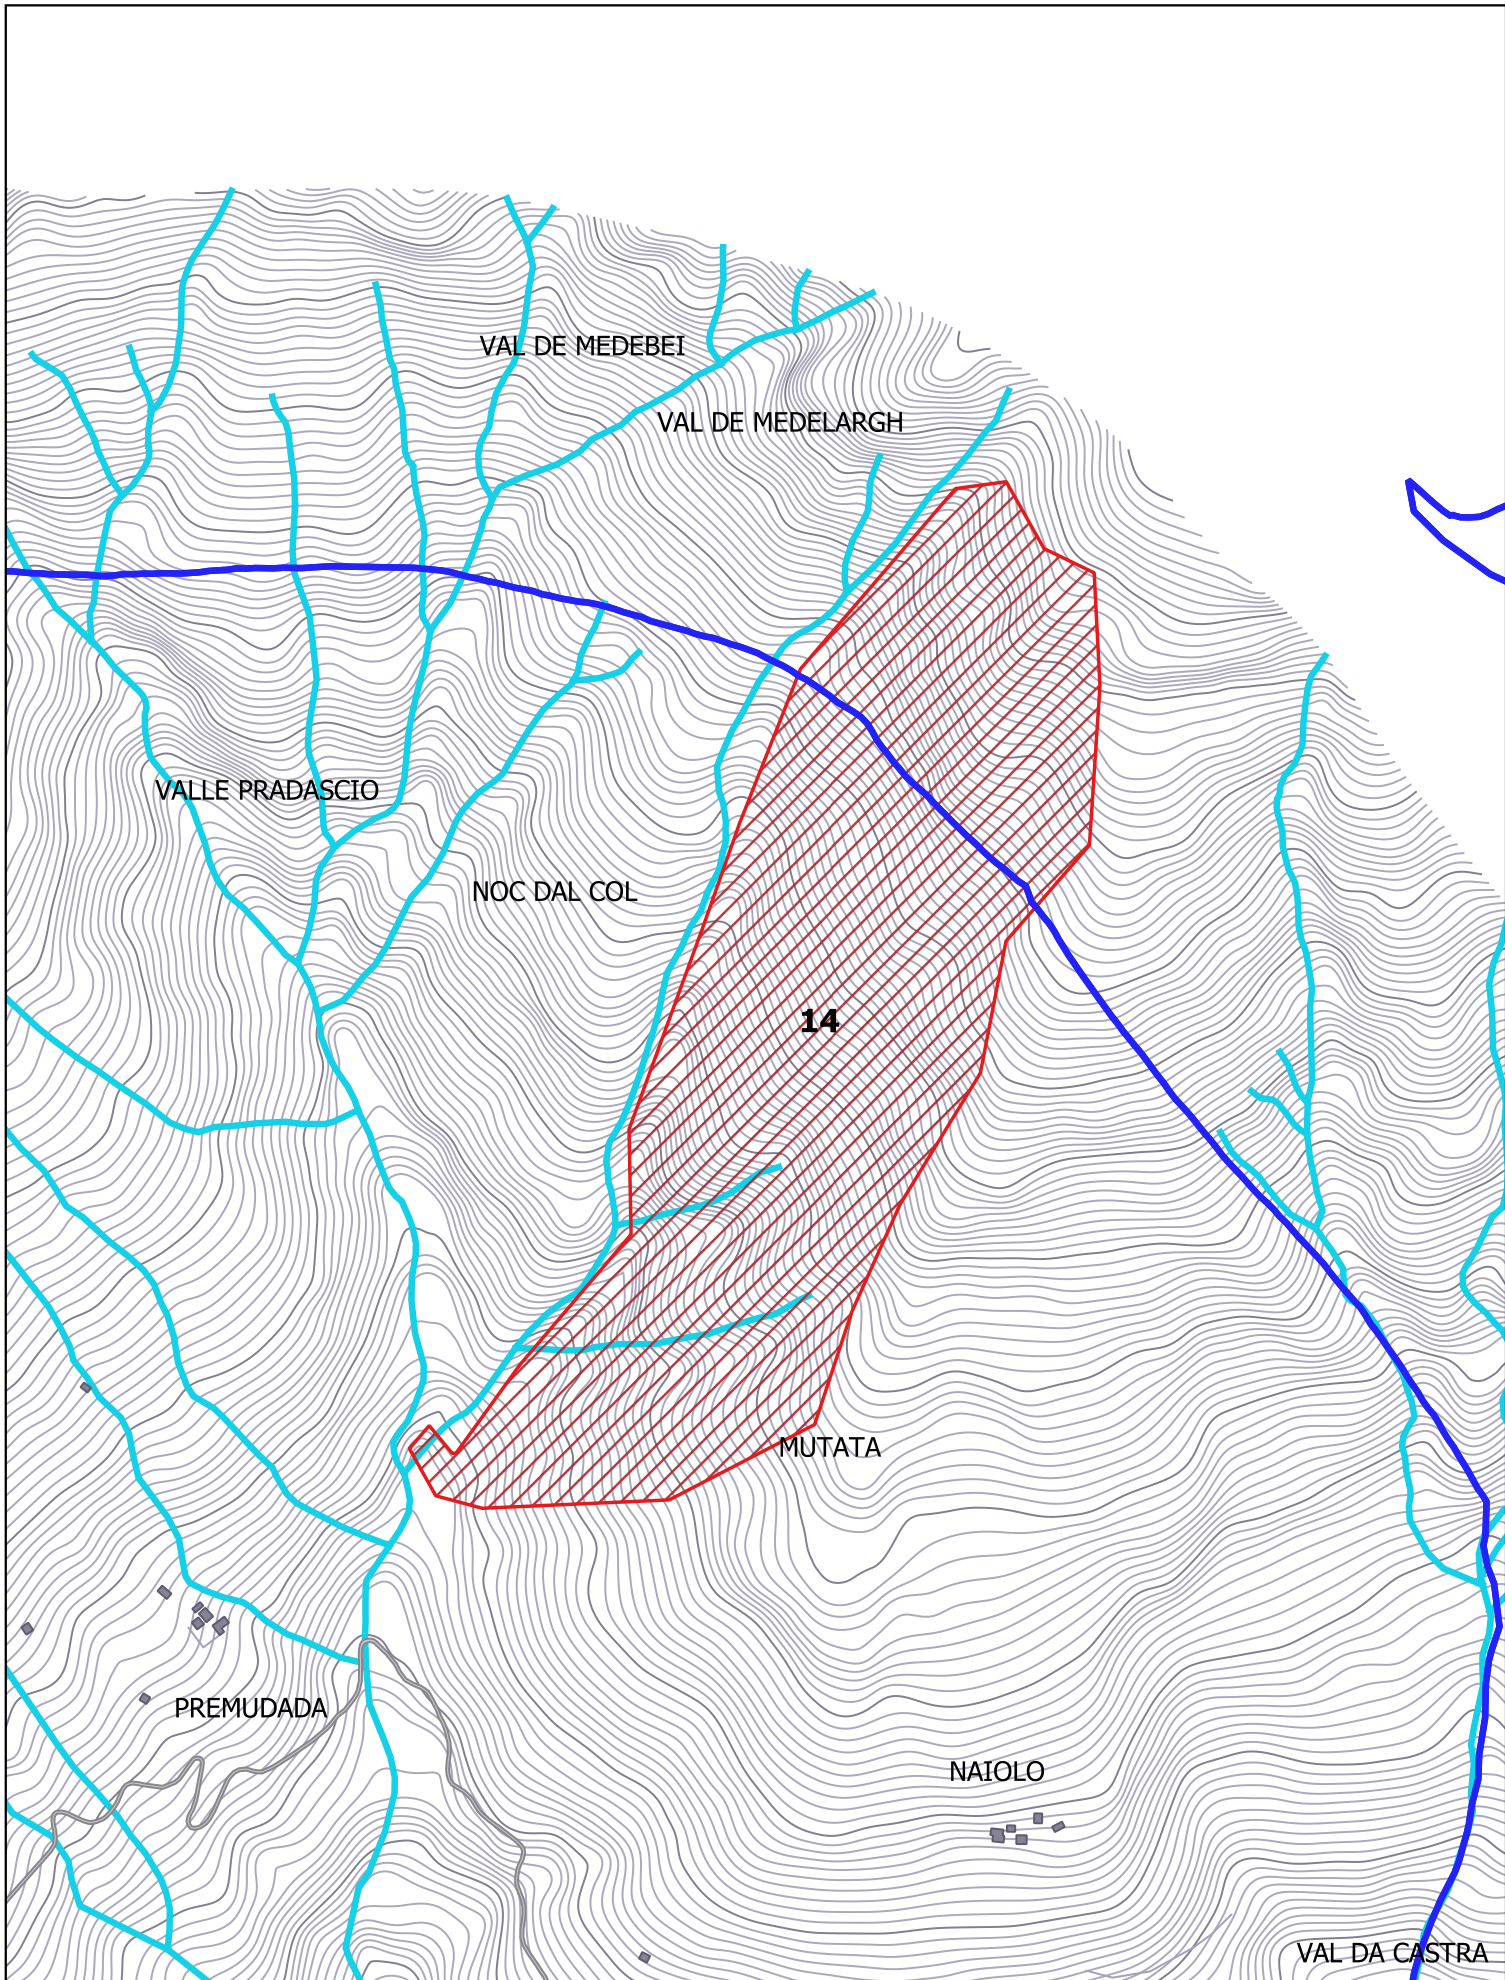 VAL DE MEDEBEI
VAL DE MEDELARGH
VALLE PRADASCIO
NOC DAL COL
14
MUTATA
PREMUDADA
NAIOLO
VAL DA CASTRA